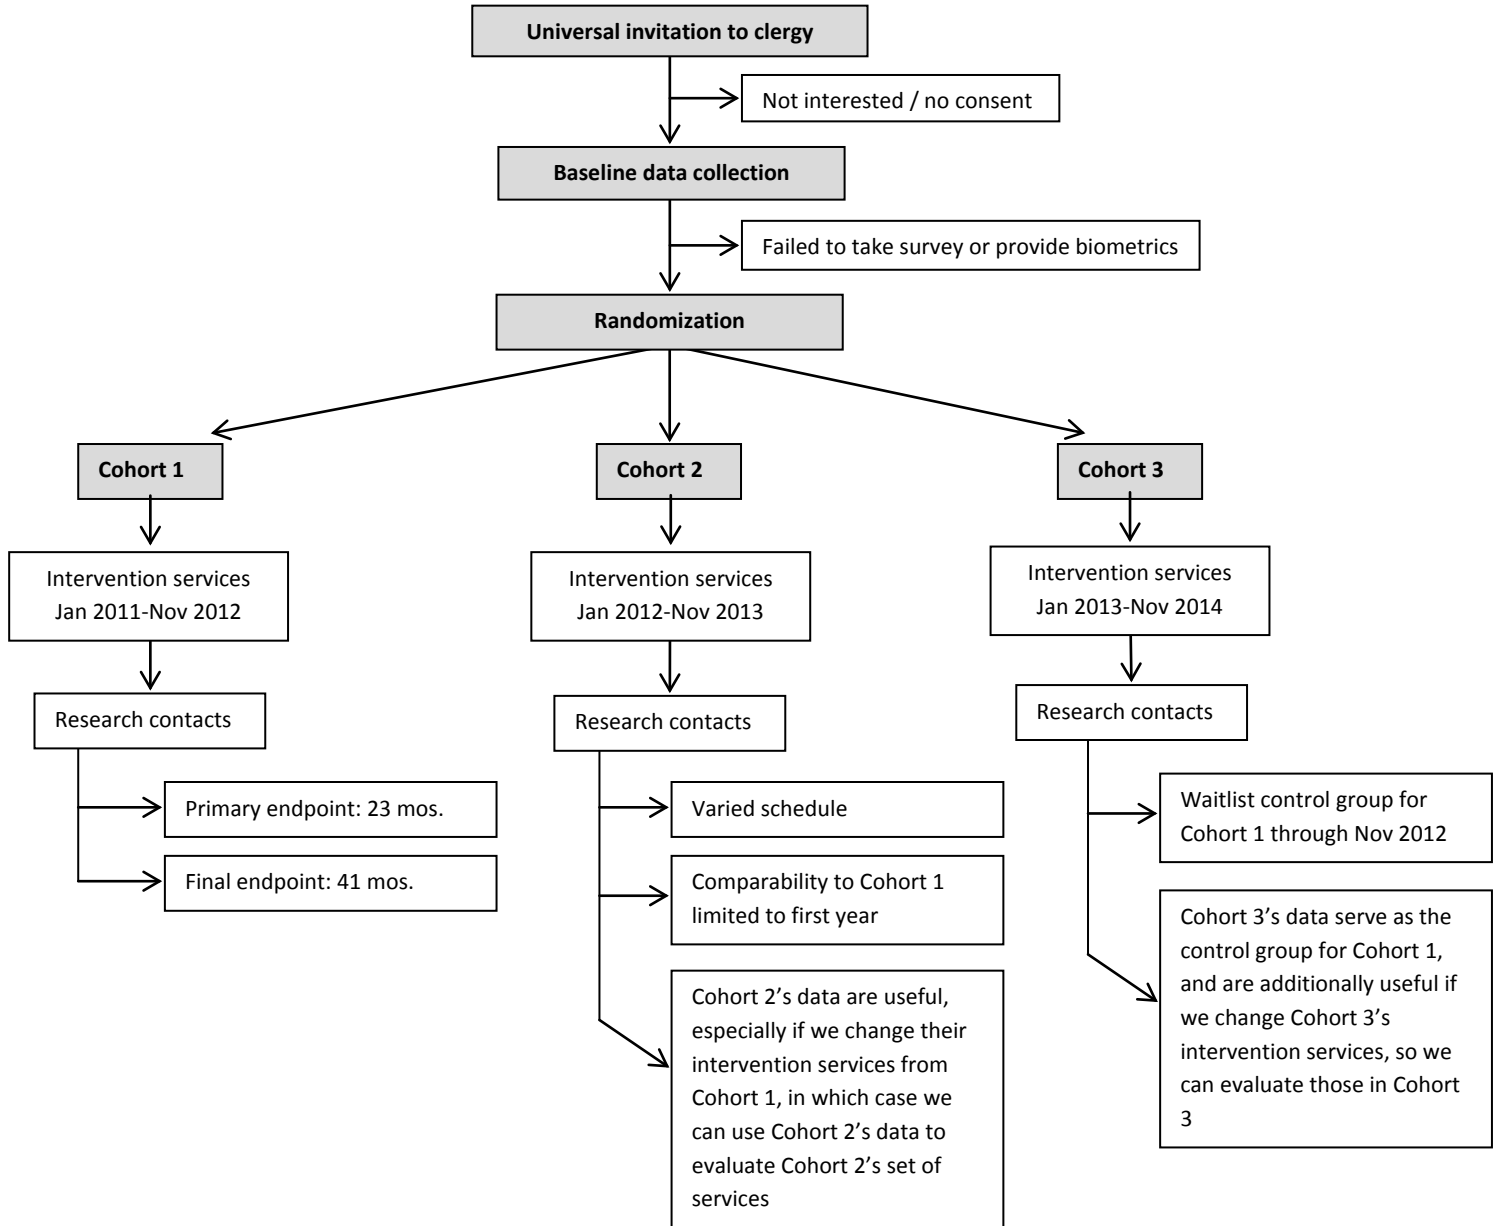 Universal invitation to clergy
Not interested / no consent
Baseline data collection
Failed to take survey or provide biometrics
Randomization
Cohort 1
Intervention services
Jan 2011-Nov 2012
Research contacts
Primary endpoint: 23 mos.
Final endpoint: 41 mos.
Cohort 2
Intervention services
Jan 2012-Nov 2013
Research contacts
Varied schedule
Comparability to Cohort 1
limited to first year
Cohort 2’s data are useful,
especially if we change their
intervention services from
Cohort 1, in which case we
can use Cohort 2’s data to
evaluate Cohort 2’s set of
services
Cohort 3
Intervention services
Jan 2013-Nov 2014
Research contacts
Waitlist control group for
Cohort 1 through Nov 2012
Cohort 3’s data serve as the
control group for Cohort 1,
and are additionally useful if
we change Cohort 3’s
intervention services, so we
can evaluate those in Cohort
3